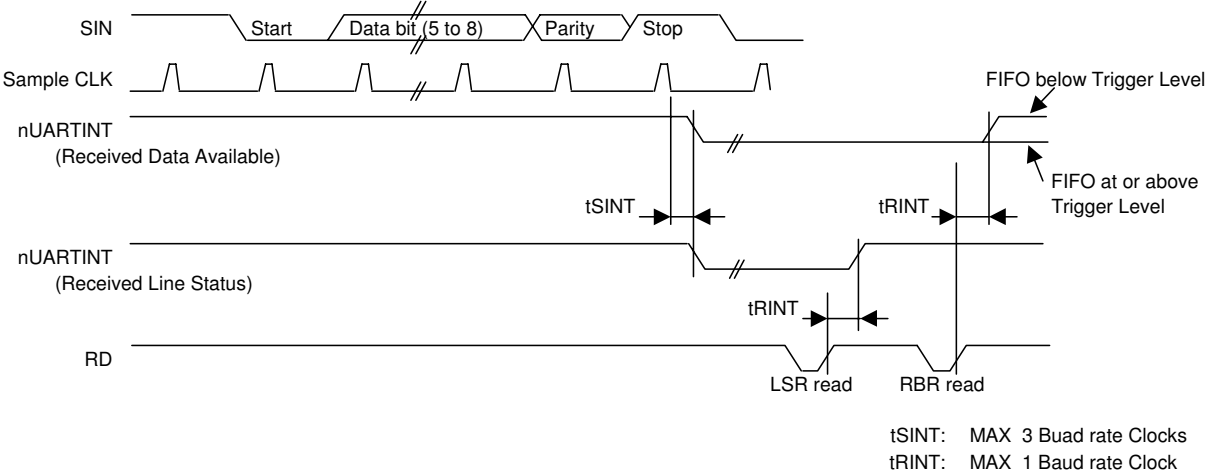 SIN Start Data bit (5 to 8) Parity Stop
Sample CLK
FIFO below Trigger Level
nUARTINT
(Received Data Available)
FIFO at or above
Trigger Level
tSINT
tRINT
nUARTINT
(Received Line Status)
tRINT
RD
LSR read RBR read
tSINT: MAX 3 Buad rate Clocks
tRINT: MAX 1 Baud rate Clock